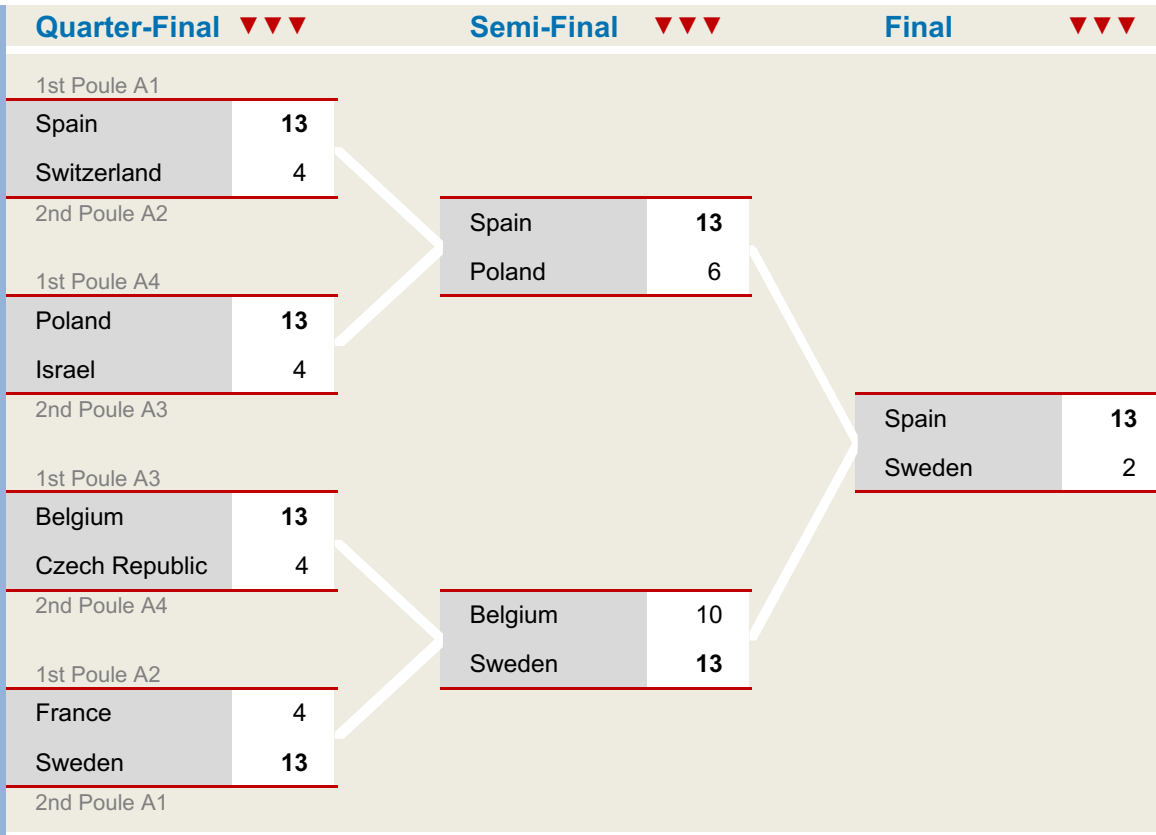 Quarter-Final ▼▼▼ Semi-Final ▼▼▼ Final ▼▼▼
1st Poule A1
Spain 13
Switzerland 4
2nd Poule A2
Spain 13
Poland 6
1st Poule A4
Poland 13
Israel 4
2nd Poule A3
Spain 13
Sweden 2
1st Poule A3
Belgium 13
Czech Republic 4
2nd Poule A4
Belgium 10
Sweden 13
1st Poule A2
France 4
Sweden 13
2nd Poule A1